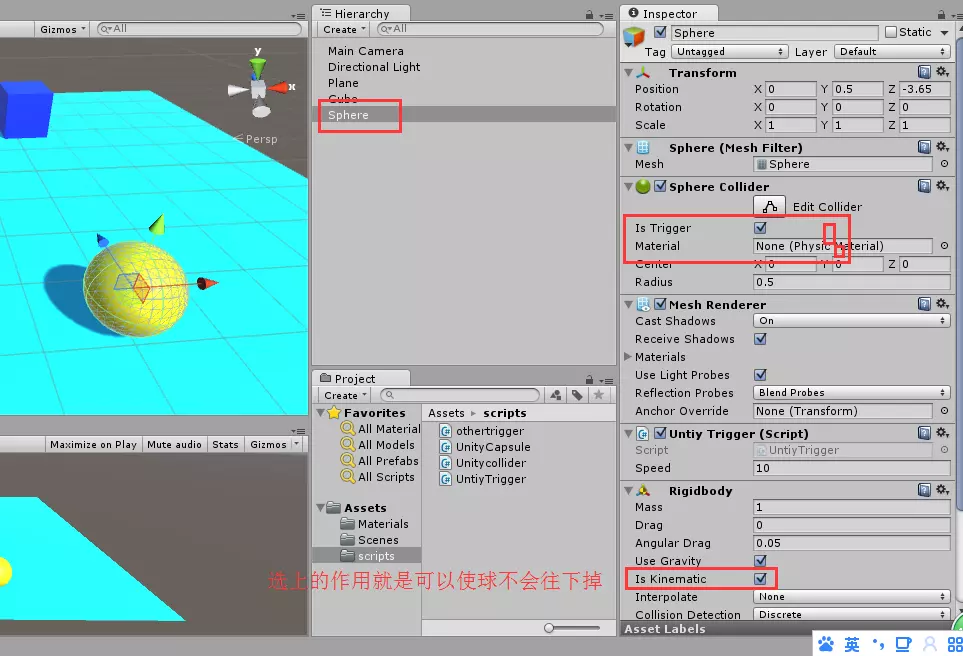 Gizmos
All
y
x
Persp
Maximize on Play Mute audio Stats Gizmos
Hierarchy
Create All
Main Camera
Directional Light
Plane
Cube
Sphere
Project
Create
Favorites
All Material
All Models
All Prefabs
All Scripts
Assets
Materials
Scenes
scripts
Assets scripts
othertrigger
UnityCapsule
Unitycollider
UntiyTrigger
选上的作用就是可以使球不会往下掉
Inspector
Sphere Static
Tag Untagged Layer Default
Transform
Position X 0 Y 0.5 Z -3.65
Rotation X 0 Y 0 Z 0
Scale X 1 Y 1 Z 1
Sphere (Mesh Filter)
Mesh Sphere
Sphere Collider
Edit Collider
Is Trigger
Material None (Physic Material)
Center X 0 Y 0 Z 0
Radius 0.5
Mesh Renderer
Cast Shadows On
Receive Shadows
Materials
Use Light Probes
Reflection Probes Blend Probes
Anchor Override None (Transform)
Untiy Trigger (Script)
Script UntiyTrigger
Speed 10
Rigidbody
Mass 1
Drag 0
Angular Drag 0.05
Use Gravity
Is Kinematic
Interpolate None
Collision Detection Discrete
Asset Labels
英